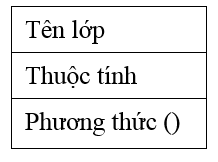 Tên lớp
Thuộc tính
Phương thức ()